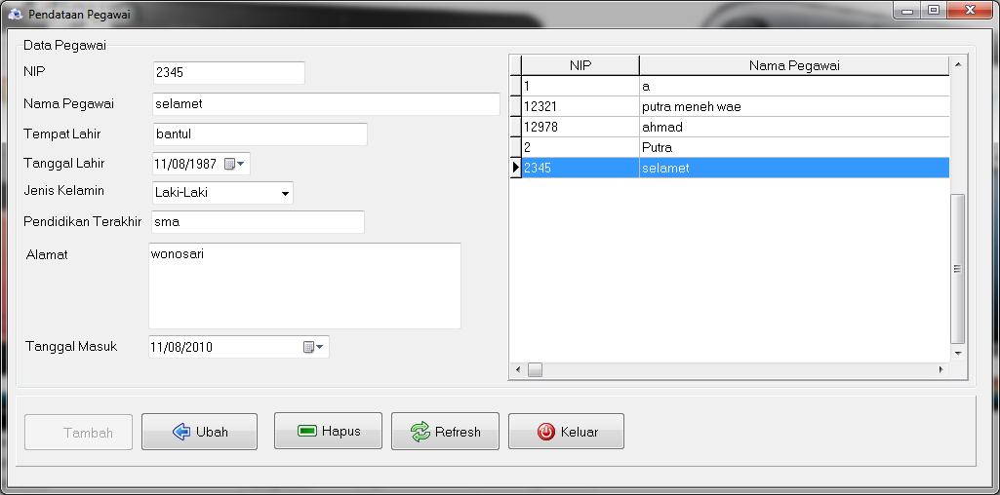 Pendataan Pegawai
Data Pegawai
NIP 2345
Nama Pegawai selamet
Tempat Lahir bantul
Tanggal Lahir 11/08/1987
Jenis Kelamin Laki-Laki
Pendidikan Terakhir sma
Alamat wonosari
Tanggal Masuk 11/08/2010
NIP Nama Pegawai
1 a
12321 putra meneh wae
12978 ahmad
2 Putra
2345 selamet
Tambah Ubah Hapus Refresh Keluar